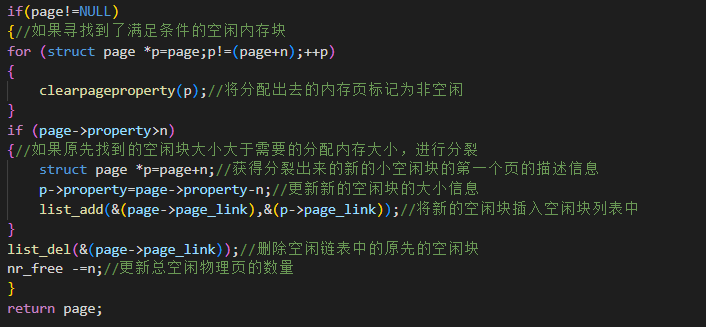 if(page!=NULL)
{//如果寻找到了满足条件的空闲内存块
for (struct page *p=page;p!=(page+n);++p)
{
clearpageproperty(p);//将分配出去的内存页标记为非空闲
}
if (page->property>n)
{//如果原先找到的空闲块大小大于需要的分配内存大小，进行分裂
struct page *p=page+n;//获得分裂出来的新的小空闲块的第一个页的描述信息
p->property=page->property-n;//更新新的空闲块的大小信息
list_add(&(page->page_link),&(p->page_link));//将新的空闲块插入空闲块列表中
}
list_del(&(page->page_link));//删除空闲链表中的原先的空闲块
nr_free -=n;//更新总空闲物理页的数量
}
return page;